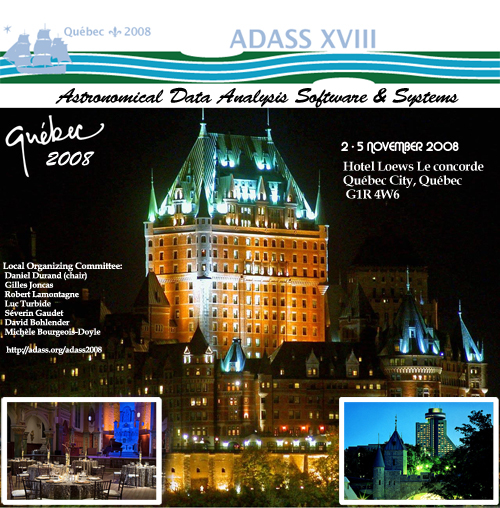 Québec ⚜ 2008
ADASS XVIII
Astronomical Data Analysis Software & Systems
Québec
2008
2 - 5 NOVEMBER 2008
Hotel Loews Le concorde
Québec City, Québec
G1R 4W6
Local Organizing Committee:
Daniel Durand (chair)
Gilles Joncas
Robert Lamontagne
Luc Turbide
Séverin Gaudet
David Bohlender
Michèle Bourgeois-Doyle
http://adass.org/adass2008